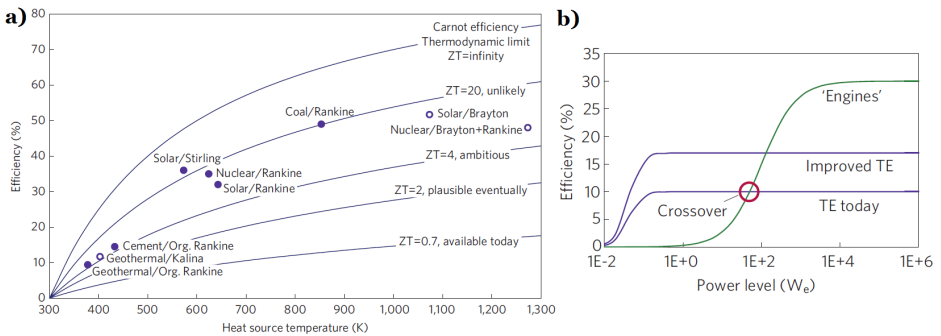 a)
80
70
60
50
40
30
20
10
0
Efficiency (%)
300
400
500
600
700
800
900
1,000
1,100
1,200
1,300
Heat source temperature (K)
Carnot efficiency
Thermodynamic limit
ZT=infinity
ZT=20, unlikely
Coal/Rankine
Solar/Brayton
Nuclear/Brayton+Rankine
Solar/Stirling
Nuclear/Rankine
Solar/Rankine
ZT=4, ambitious
ZT=2, plausible eventually
Cement/Org. Rankine
Geothermal/Kalina
Geothermal/Org. Rankine
ZT=0.7, available today
b)
35
30
25
20
15
10
5
0
Efficiency (%)
1E-2
1E+0
1E+2
1E+4
1E+6
Power level (We)
'Engines'
Improved TE
Crossover
TE today